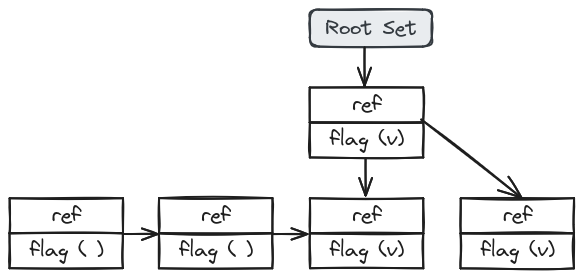 Root Set
ref
flag (v)
ref
flag ( )
ref
flag ( )
ref
flag (v)
ref
flag (v)